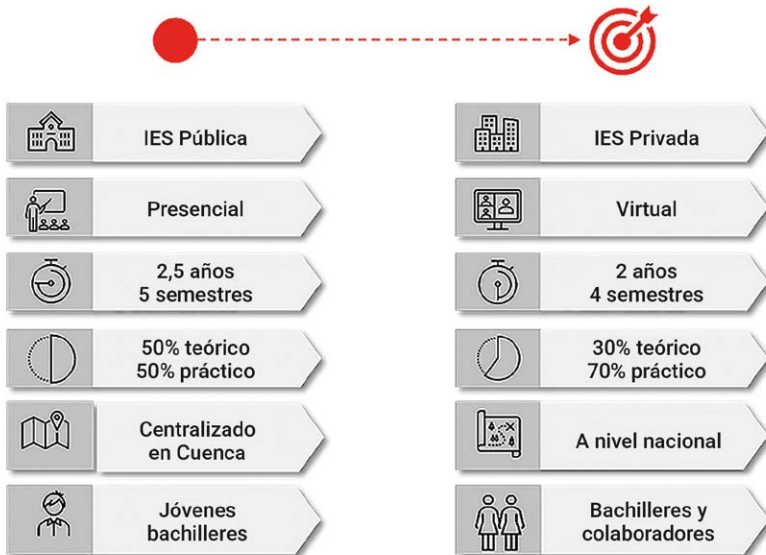 IES Pública
IES Privada
Presencial
Virtual
2,5 años
5 semestres
2 años
4 semestres
50% teórico
50% práctico
30% teórico
70% práctico
Centralizado
en Cuenca
A nivel nacional
Jóvenes
bachilleres
Bachilleres y
colaboradores